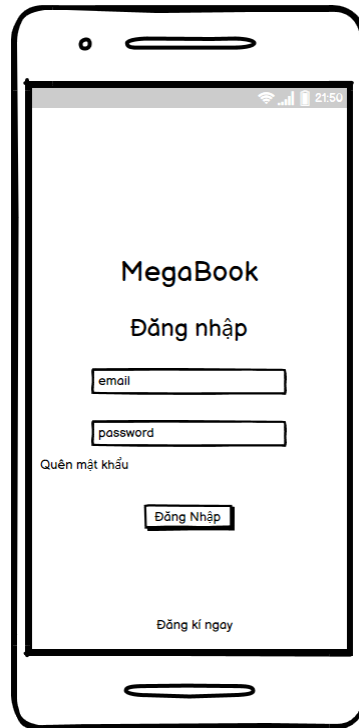 21:50
MegaBook
Đăng nhập
email
password
Quên mật khẩu
Đăng Nhập
Đăng kí ngay